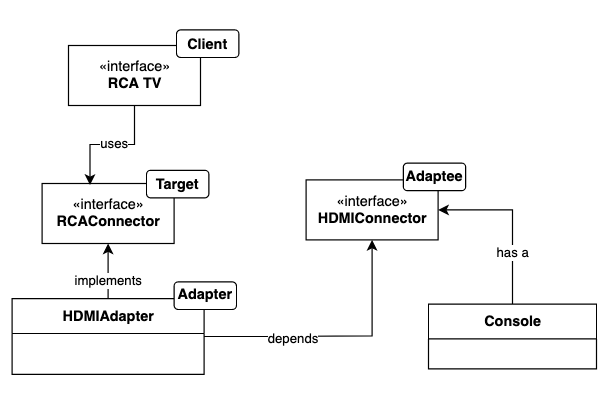 Client
«interface»
RCA TV
uses
Target
«interface»
RCAConnector
Adaptee
«interface»
HDMIConnector
has a
implements
Adapter
HDMIAdapter
depends
Console